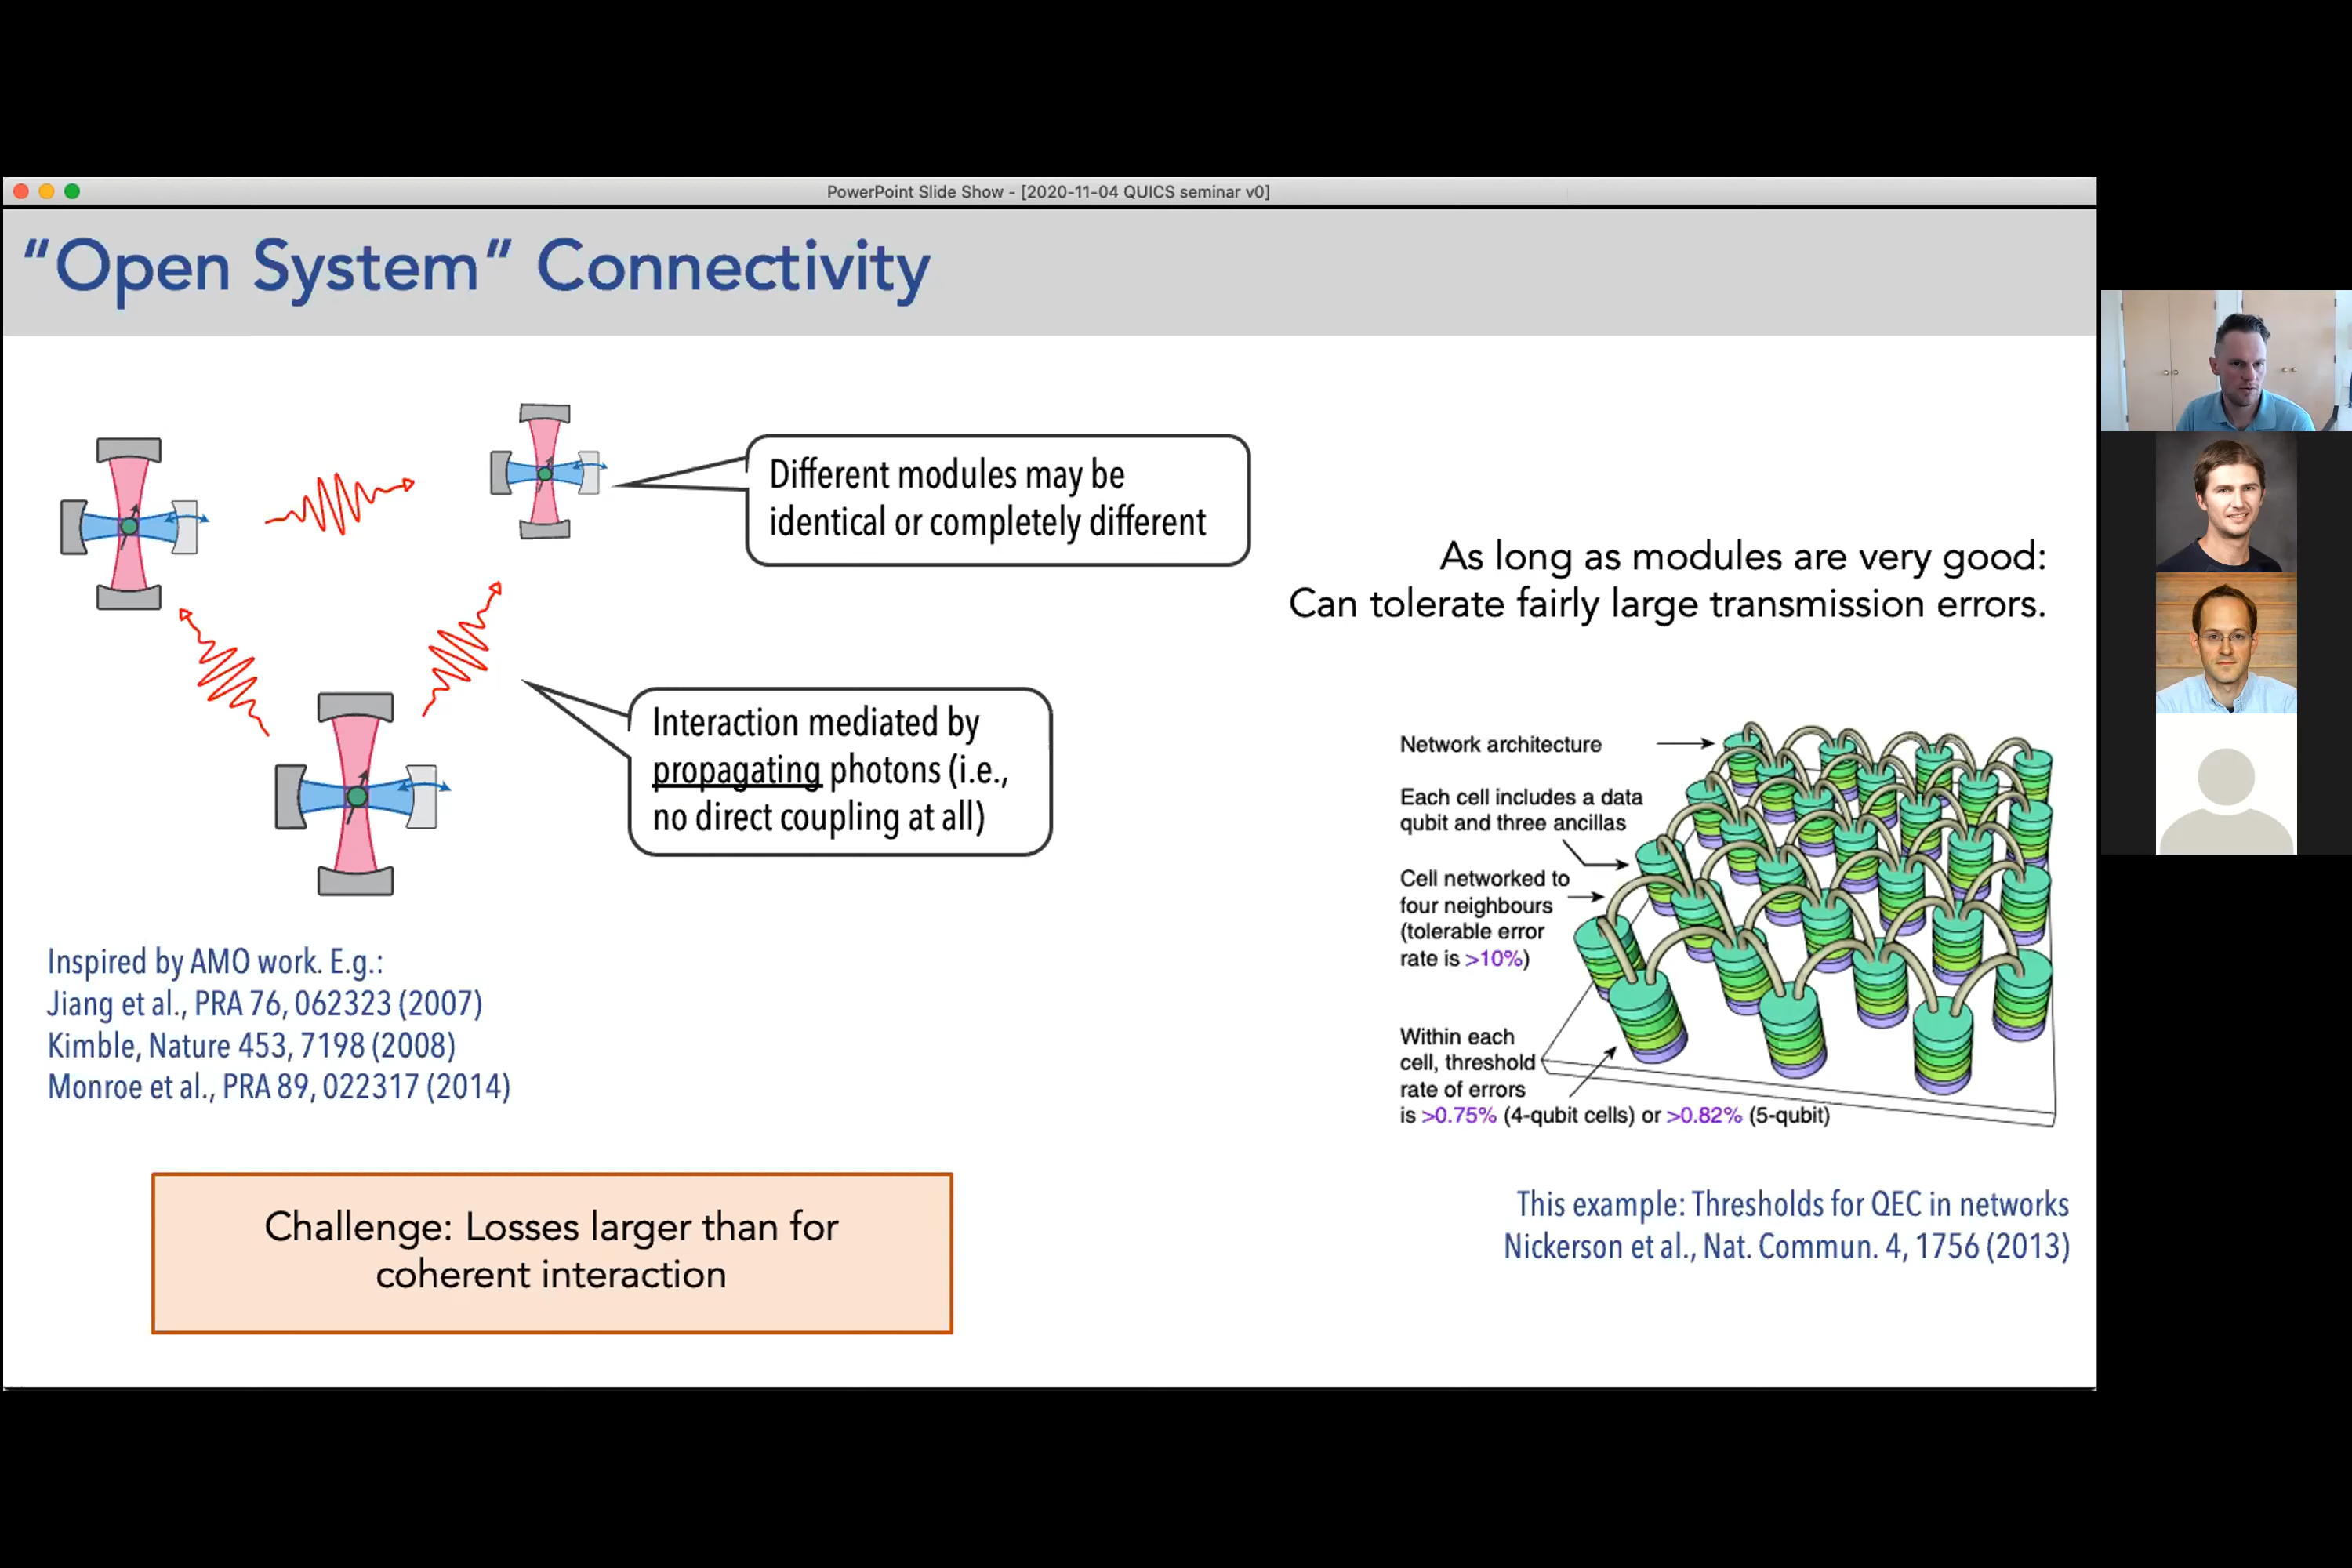 PowerPoint Slide Show - [2020-11-04 QUICS seminar v0]
“Open System“ Connectivity
Different modules may be
identical or completely different
Interaction mediated by
propagating photons (i.e.,
no direct coupling at all)
Inspired by AMO work. E.g.:
Jiang et al., PRA 76, 062323 (2007)
Kimble, Nature 453, 7198 (2008)
Monroe et al., PRA 89, 022317 (2014)
Challenge: Losses larger than for
coherent interaction
As long as modules are very good:
Can tolerate fairly large transmission errors.
Network architecture
Each cell includes a data
qubit and three ancillas
Cell networked to
four neighbours
(tolerable error
rate is >10%)
Within each
cell, threshold
rate of errors
is >0.75% (4-qubit cells) or >0.82% (5-qubit)
This example: Thresholds for QEC in networks
Nickerson et al., Nat. Commun. 4, 1756 (2013)